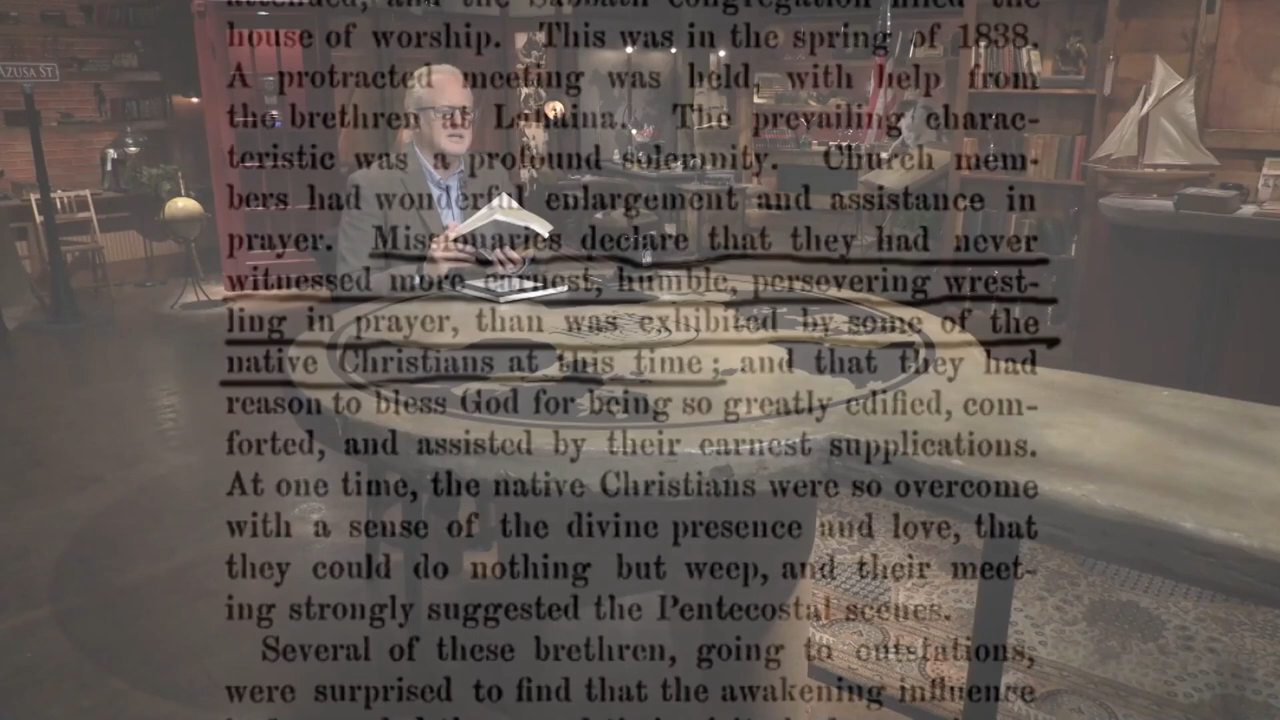 attended, and the Sabbath congregation filled the
house of worship. This was in the spring of 1838.
A protracted meeting was held, with help from
the brethren at Lahaina. The prevailing charac-
teristic was a profound solemnity. Church mem-
bers had wonderful enlargement and assistance in
prayer. Missionaries declare that they had never
witnessed more earnest, humble, persevering wrest-
ling in prayer, than was exhibited by some of the
native Christians at this time; and that they had
reason to bless God for being so greatly edified, com-
forted, and assisted by their earnest supplications.
At one time, the native Christians were so overcome
with a sense of the divine presence and love, that
they could do nothing but weep, and their meet-
ing strongly suggested the Pentecostal scenes.
Several of these brethren, going to outstations,
were surprised to find that the awakening influence
AZUSA ST